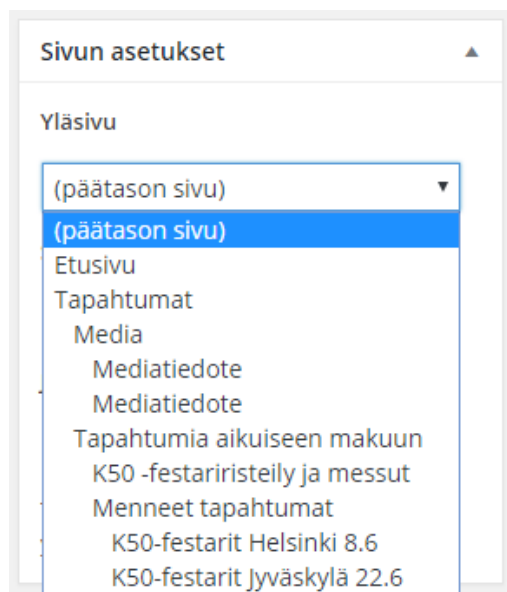 Sivun asetukset
Yläsivu
(päätason sivu)
(päätason sivu)
Etusivu
Tapahtumat
Media
Mediatiedote
Mediatiedote
Tapahtumia aikuiseen makuun
K50 -festariristeily ja messut
Menneet tapahtumat
K50-festarit Helsinki 8.6
K50-festarit Jyväskylä 22.6